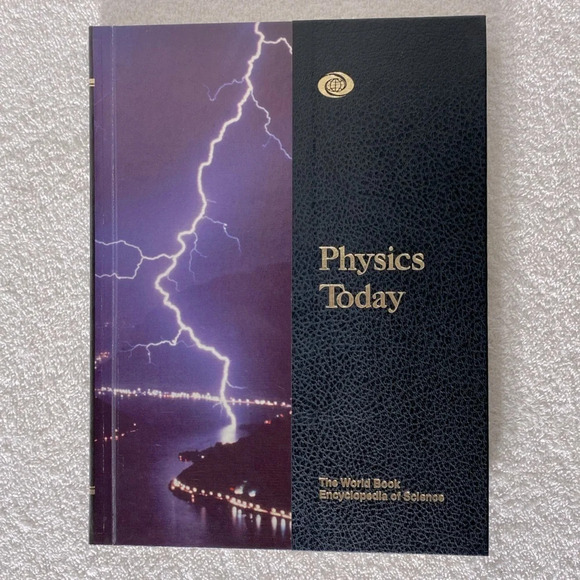 Physics
Today
The World Book
Encyclopedia of Science